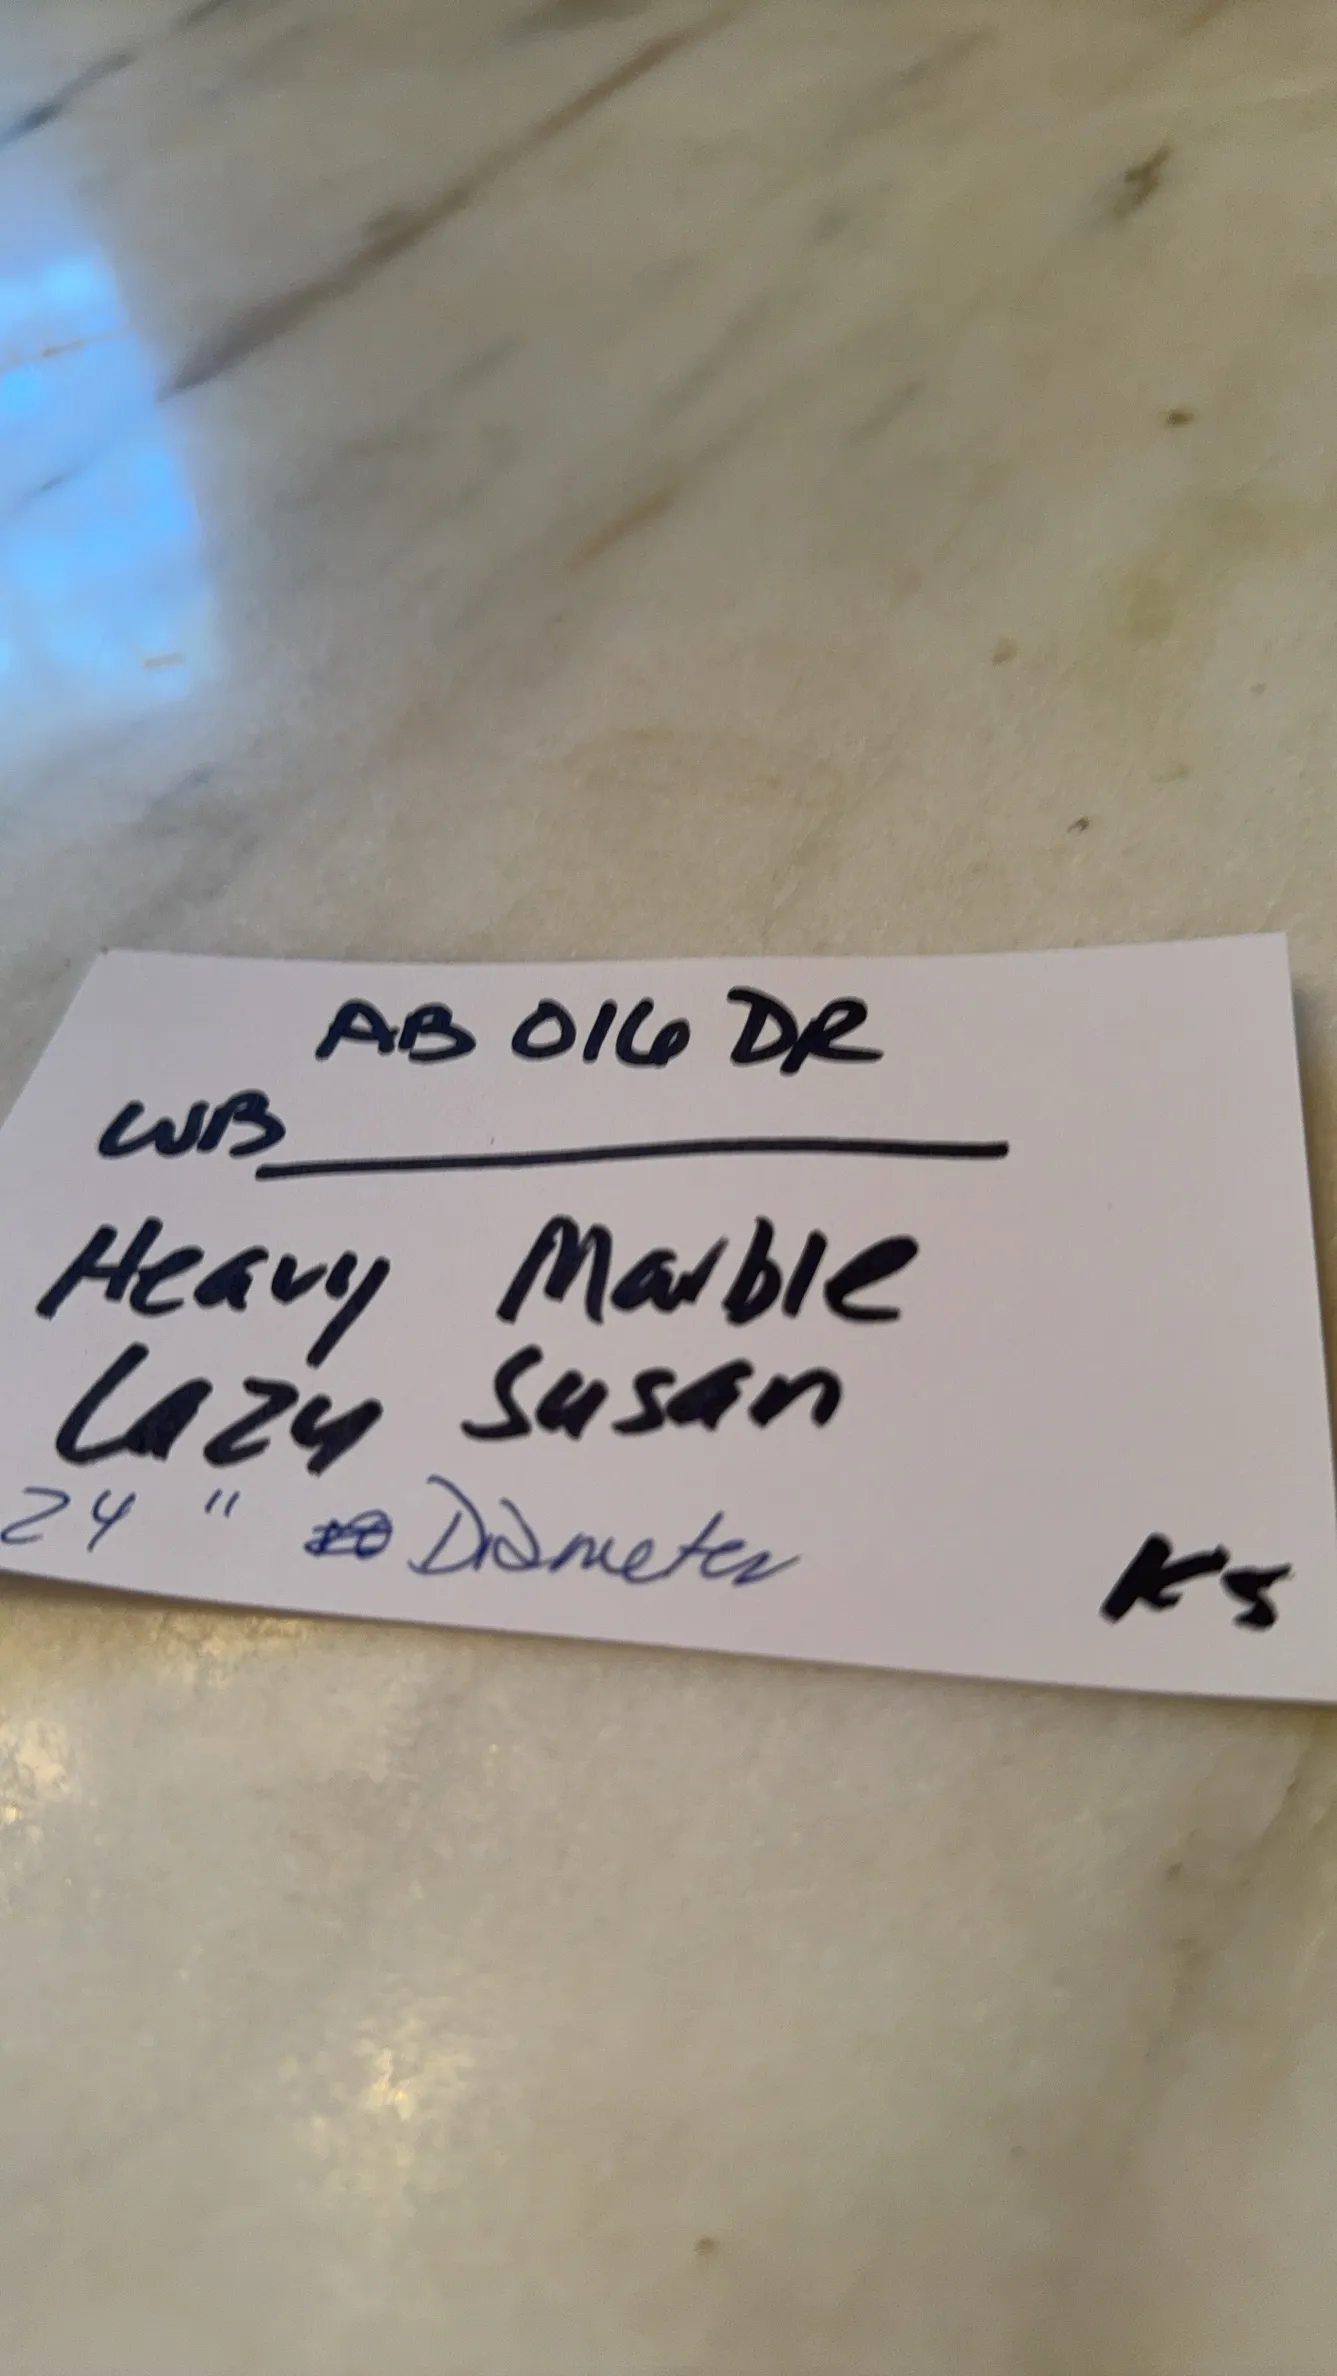 AB 016 DR
WB
Heavy Marble
Lazy Susan
24" Diameter
KS